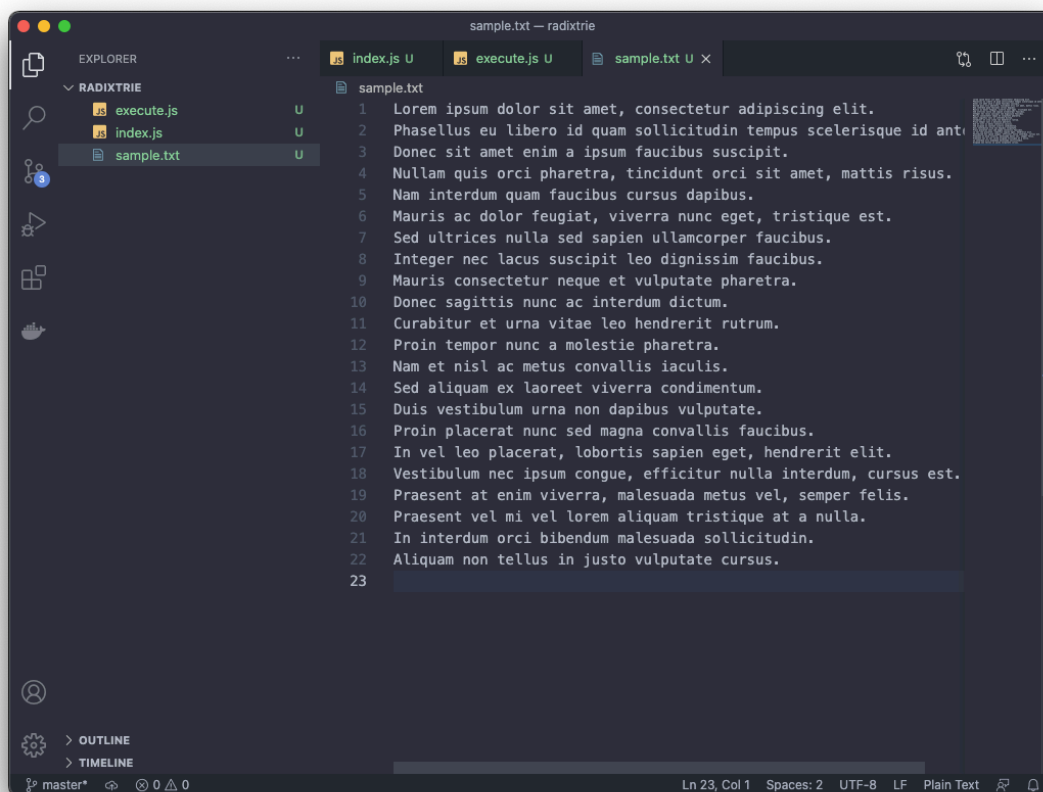 sample.txt — radixtrie
EXPLORER
index.js U
execute.js U
sample.txt U
RADIXTRIE
JS execute.js U
JS index.js U
sample.txt U
3
sample.txt
1 Lorem ipsum dolor sit amet, consectetur adipiscing elit.
2 Phasellus eu libero id quam sollicitudin tempus scelerisque id ant
3 Donec sit amet enim a ipsum faucibus suscipit.
4 Nullam quis orci pharetra, tincidunt orci sit amet, mattis risus.
5 Nam interdum quam faucibus cursus dapibus.
6 Mauris ac dolor feugiat, viverra nunc eget, tristique est.
7 Sed ultrices nulla sed sapien ullamcorper faucibus.
8 Integer nec lacus suscipit leo dignissim faucibus.
9 Mauris consectetur neque et vulputate pharetra.
10 Donec sagittis nunc ac interdum dictum.
11 Curabitur et urna vitae leo hendrerit rutrum.
12 Proin tempor nunc a molestie pharetra.
13 Nam et nisl ac metus convallis iaculis.
14 Sed aliquam ex laoreet viverra condimentum.
15 Duis vestibulum urna non dapibus vulputate.
16 Proin placerat nunc sed magna convallis faucibus.
17 In vel leo placerat, lobortis sapien eget, hendrerit elit.
18 Vestibulum nec ipsum congue, efficitur nulla interdum, cursus est.
19 Praesent at enim viverra, malesuada metus vel, semper felis.
20 Praesent vel mi vel lorem aliquam tristique at a nulla.
21 In interdum orci bibendum malesuada sollicitudin.
22 Aliquam non tellus in justo vulputate cursus.
23
OUTLINE
TIMELINE
master* 0 0 Ln 23, Col 1 Spaces: 2 UTF-8 LF Plain Text